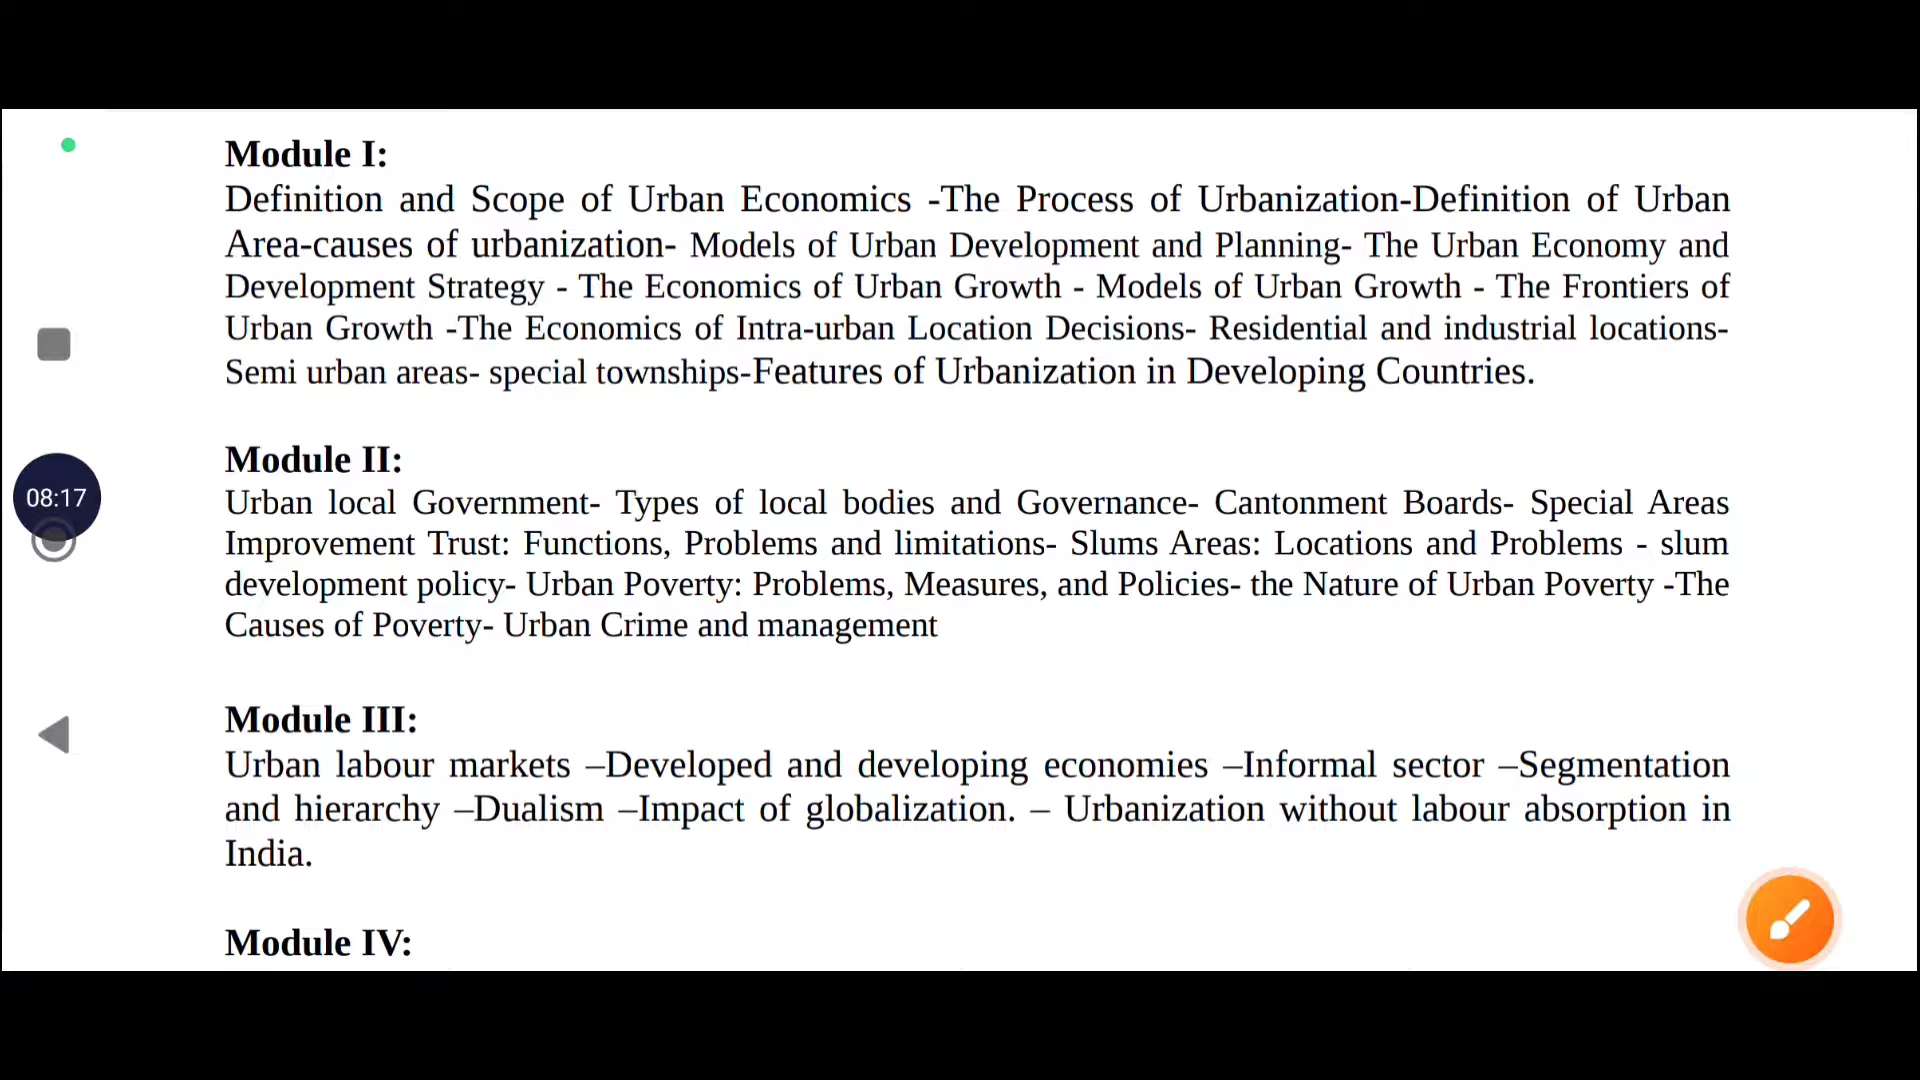 Module I:
Definition and Scope of Urban Economics -The Process of Urbanization-Definition of Urban
Area-causes of urbanization- Models of Urban Development and Planning- The Urban Economy and
Development Strategy - The Economics of Urban Growth - Models of Urban Growth - The Frontiers of
Urban Growth -The Economics of Intra-urban Location Decisions- Residential and industrial locations-
Semi urban areas- special townships-Features of Urbanization in Developing Countries.
Module II:
08:17
Urban local Government- Types of local bodies and Governance- Cantonment Boards- Special Areas
Improvement Trust: Functions, Problems and limitations- Slums Areas: Locations and Problems - slum
development policy- Urban Poverty: Problems, Measures, and Policies- the Nature of Urban Poverty -The
Causes of Poverty- Urban Crime and management
Module III:
Urban labour markets –Developed and developing economies –Informal sector –Segmentation
and hierarchy –Dualism –Impact of globalization. – Urbanization without labour absorption in
India.
Module IV: